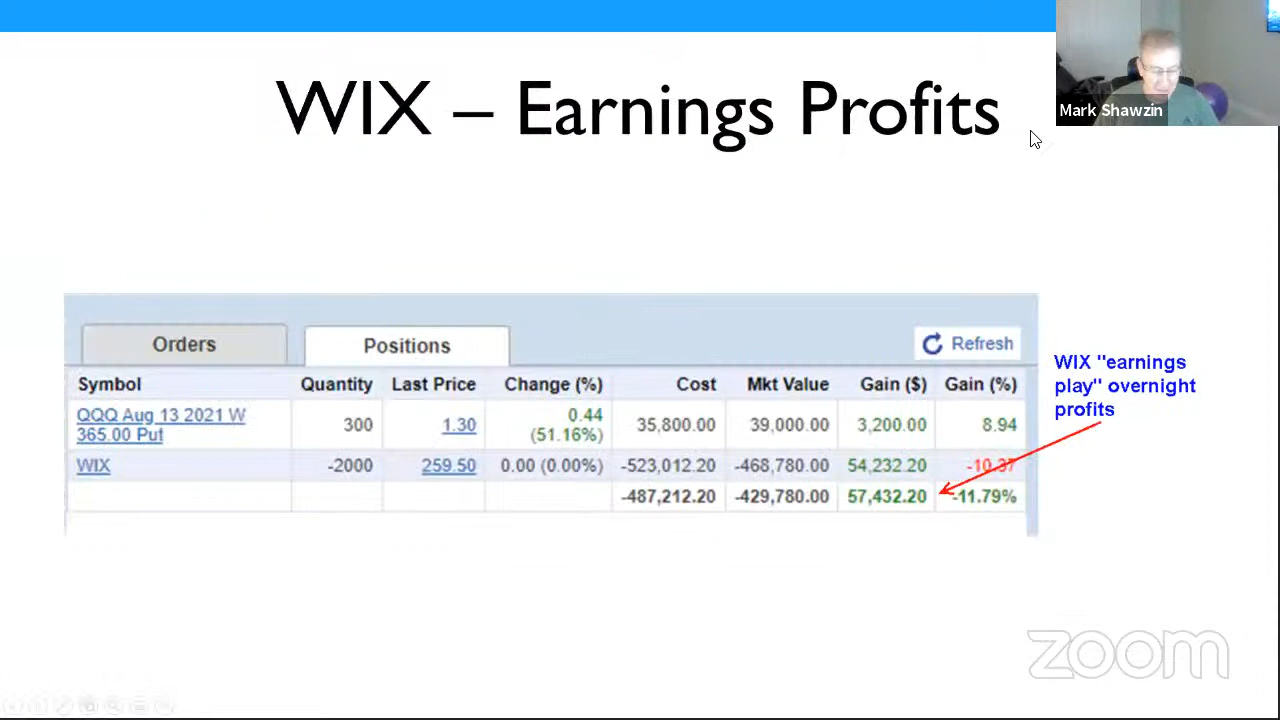 WIX – Earnings Profits
Mark Shawzin
Orders Positions Refresh
Symbol Quantity Last Price Change (%) Cost Mkt Value Gain ($) Gain (%)
QQQ Aug 13 2021 W 365.00 Put 300 1.30 0.44 (51.16%) 35,800.00 39,000.00 3,200.00 8.94
WIX -2000 259.50 0.00 (0.00%) -523,012.20 -468,780.00 54,232.20 -10.37
-487,212.20 -429,780.00 57,432.20 -11.79%
WIX "earnings
play" overnight
profits
zoom